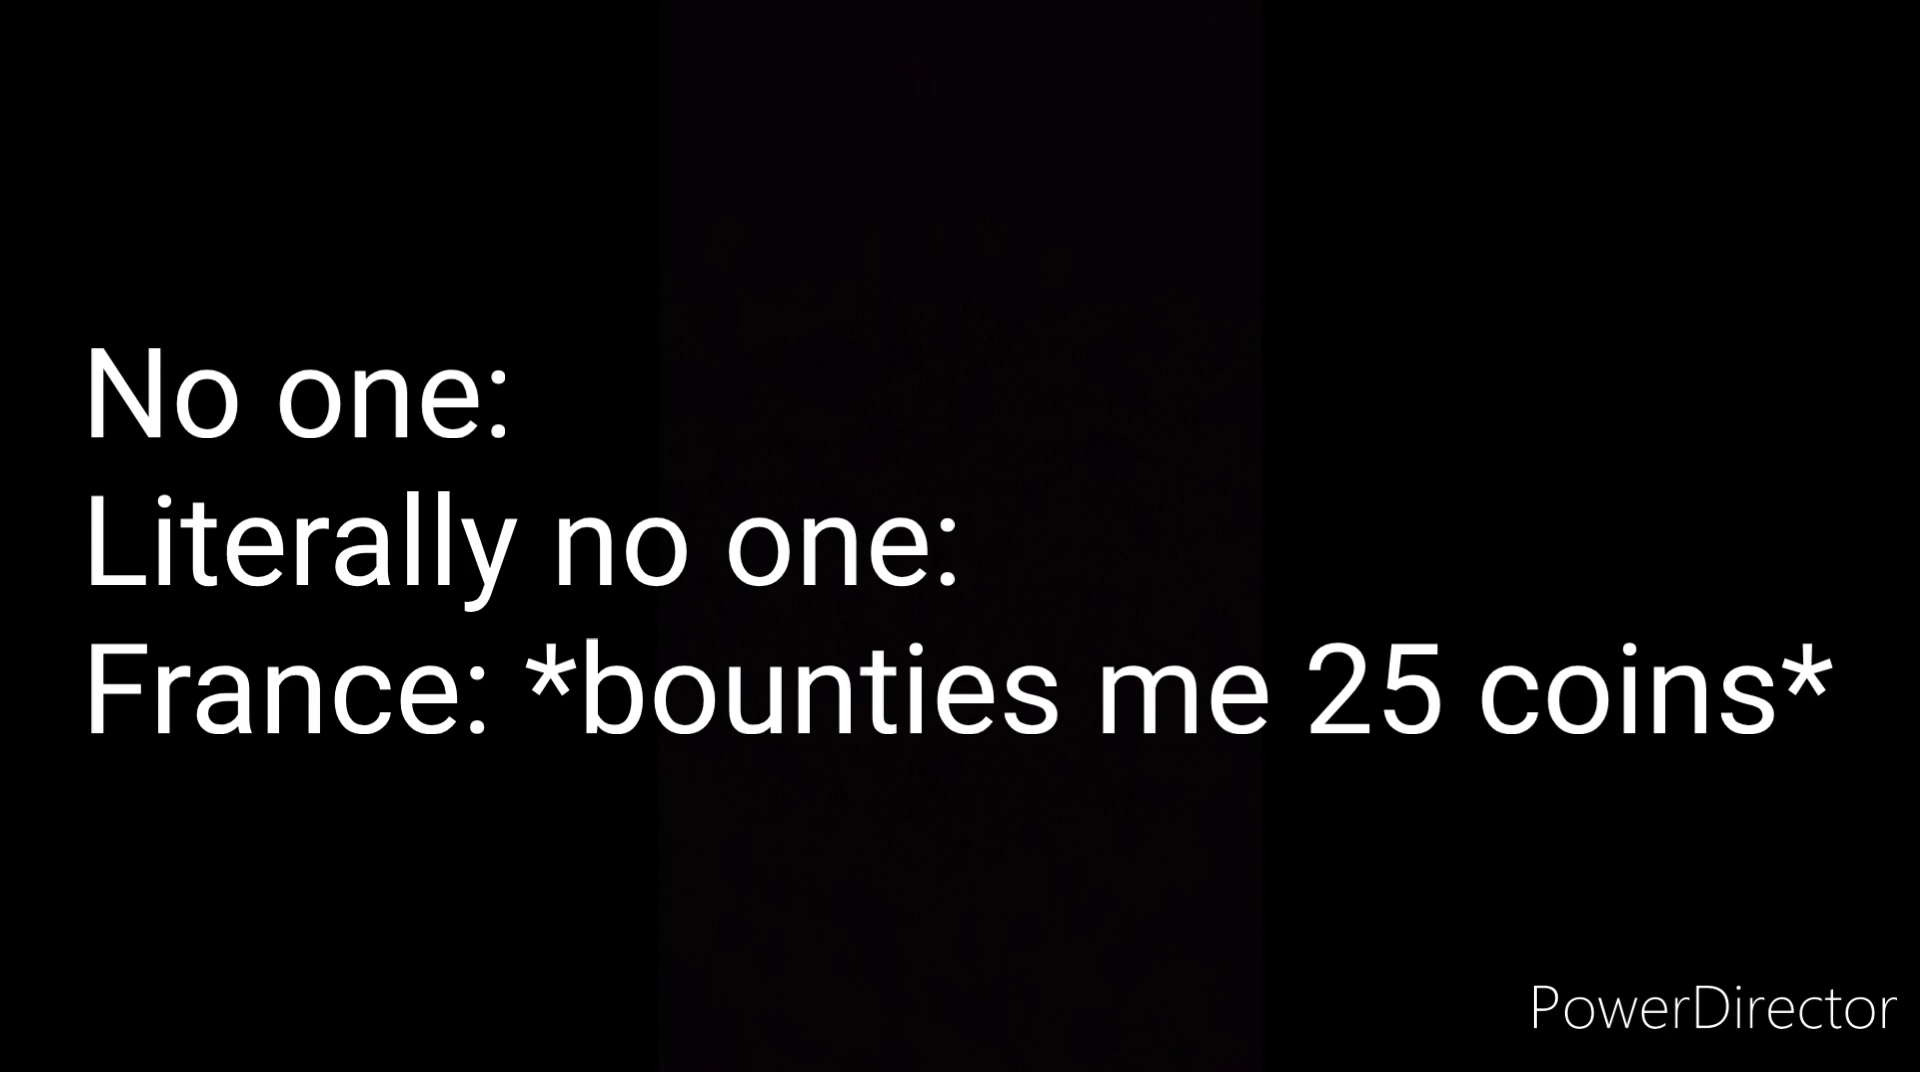 No one:
Literally no one:
France: *bounties me 25 coins*
PowerDirector